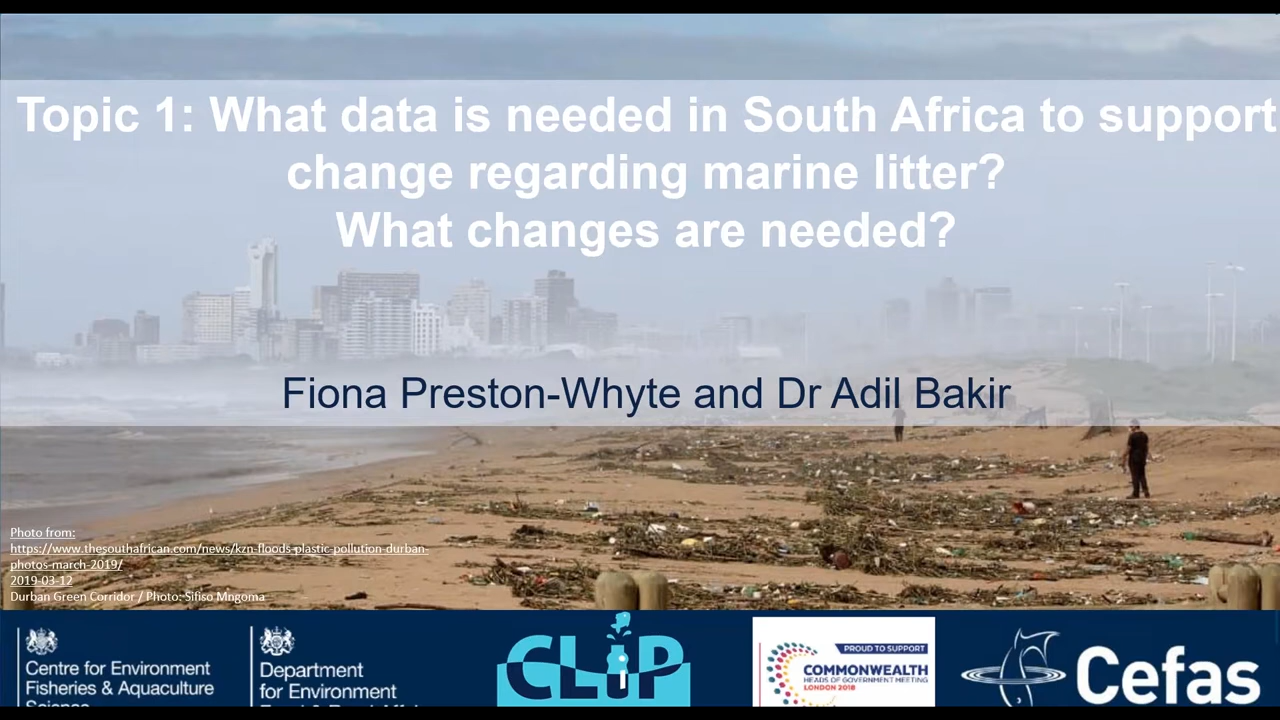 Topic 1: What data is needed in South Africa to support
change regarding marine litter?
What changes are needed?
Fiona Preston-Whyte and Dr Adil Bakir
Photo from:
https://www.thesouthafrican.com/news/kzn-floods-plastic-pollution-durban-
photos-march-2019/
2019-03-12
Durban Green Corridor / Photo: Sifiso Mngoma
Centre for Environment
Fisheries & Aquaculture
Science
Department
for Environment
CLiP
PROUD TO SUPPORT
COMMONWEALTH
HEADS OF GOVERNMENT MEETING
LONDON 2018
Cefas